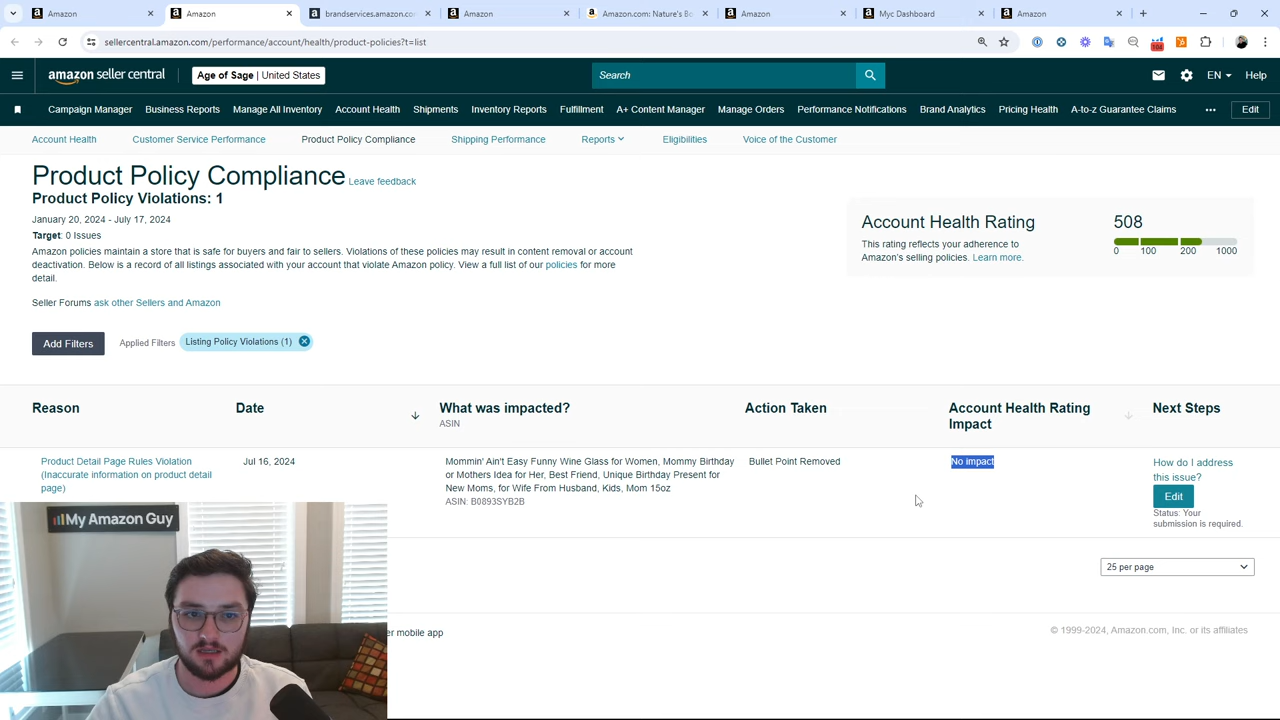 Amazon
Amazon
brandservices.amazon.con
Amazon
Amazon.com: Nature's Bo
Amazon
Myc Dashboard
Amazon
sellercentral.amazon.com/performance/account/health/product-policies?t=list
104
amazon seller central
Age of Sage | United States
Search
EN
Help
Campaign Manager
Business Reports
Manage All Inventory
Account Health
Shipments
Inventory Reports
Fulfillment
A+ Content Manager
Manage Orders
Performance Notifications
Brand Analytics
Pricing Health
A-to-z Guarantee Claims
Edit
Account Health
Customer Service Performance
Product Policy Compliance
Shipping Performance
Reports
Eligibilities
Voice of the Customer
Product Policy Compliance Leave feedback
Product Policy Violations: 1
January 20, 2024 - July 17, 2024
Target: 0 Issues
Amazon policies maintain a store that is safe for buyers and fair to sellers. Violations of these policies may result in content removal or account
deactivation. Below is a record of all listings associated with your account that violate Amazon policy. View a full list of our policies for more
detail.
Seller Forums ask other Sellers and Amazon
Account Health Rating
508
This rating reflects your adherence to
Amazon's selling policies. Learn more.
0 100 200 1000
Add Filters
Applied Filters
Listing Policy Violations (1)
Reason
Date
What was impacted?
ASIN
Action Taken
Account Health Rating
Impact
Next Steps
Product Detail Page Rules Violation
(Inaccurate information on product detail
page)
Jul 16, 2024
Mommin' Ain't Easy Funny Wine Glass for Women, Mommy Birthday
or Mothers Idea for Her, Best Friend, Unique Birthday Present for
New Moms, for Wife From Husband, Kids, Mom 15oz
ASIN: B0893SYB2B
Bullet Point Removed
No impact
How do I address
this issue?
Edit
Status: Your
submission is required.
25 per page
My Amazon Guy
er mobile app
© 1999-2024, Amazon.com, Inc. or its affiliates